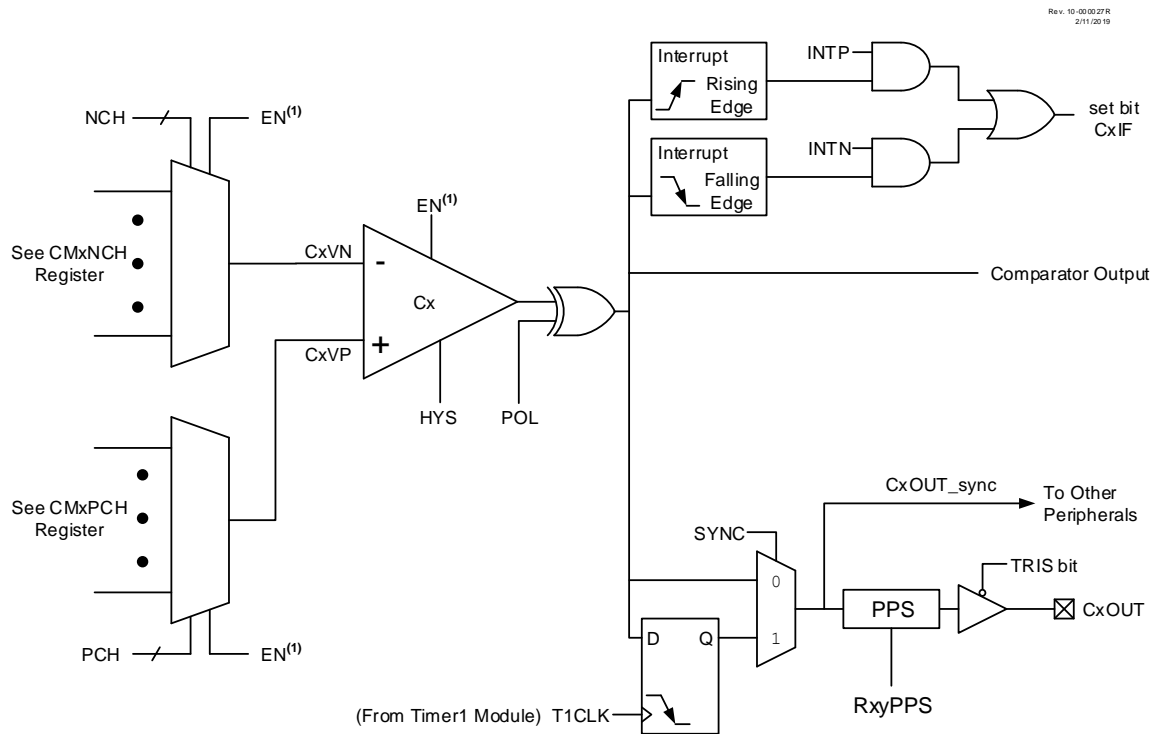 Rev. 10-000027R
2/11/2019
NCH
EN(1)
See CMxNCH
Register
CxVN
EN(1)
-
Cx
+
CxVP
HYS
POL
See CMxPCH
Register
PCH
EN(1)
Interrupt
Rising
Edge
INTP
Interrupt
Falling
Edge
INTN
set bit
CxIF
Comparator Output
CxOUT_sync
To Other
Peripherals
SYNC
0
1
TRIS bit
PPS
CxOUT
RxyPPS
D Q
(From Timer1 Module) T1CLK